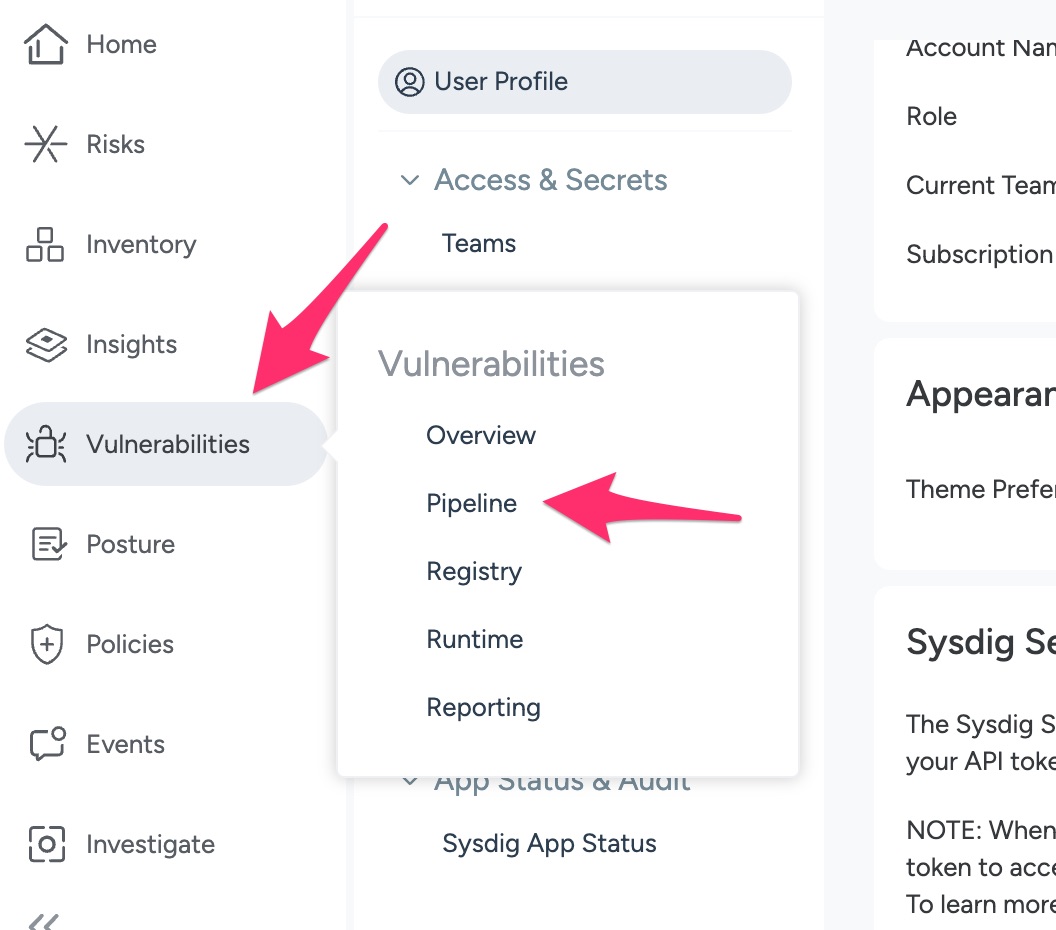 Home
Risks
Inventory
Insights
Vulnerabilities
Posture
Policies
Events
Investigate
User Profile
Access & Secrets
Teams
Vulnerabilities
Overview
Pipeline
Registry
Runtime
Reporting
App Status & Audit
Sysdig App Status
Account Nam
Role
Current Team
Subscription
Appearan
Theme Prefer
Sysdig Se
The Sysdig S
your API toke
NOTE: When
token to acce
To learn more